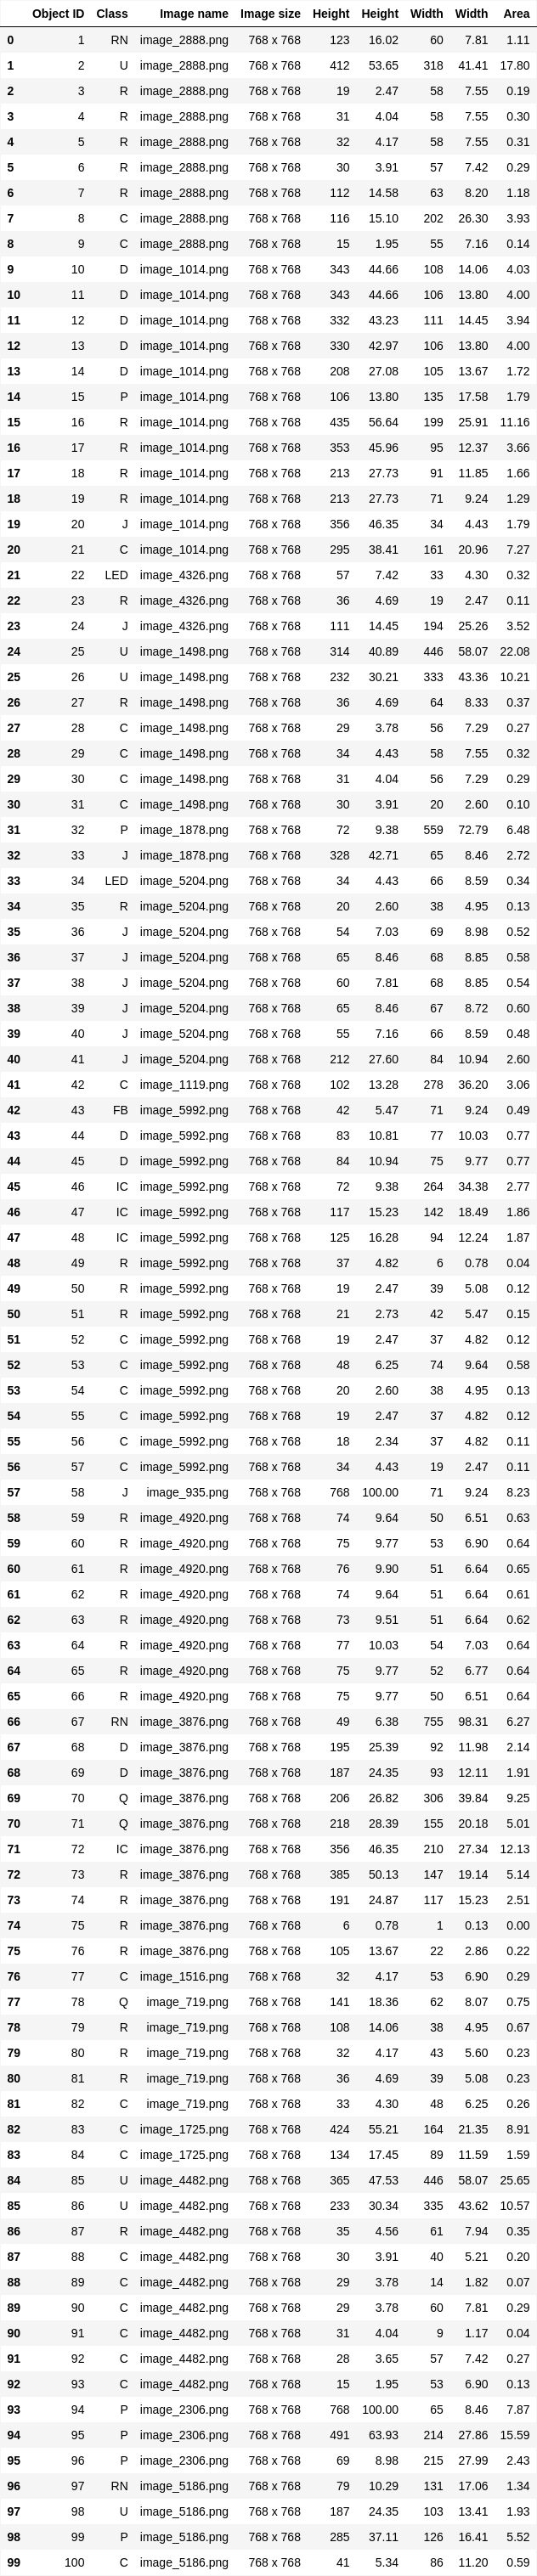 Object ID Class Image name Image size Height Height Width Width Area
0 1 RN image_2888.png 768 x 768 123 16.02 60 7.81 1.11
1 2 U image_2888.png 768 x 768 412 53.65 318 41.41 17.80
2 3 R image_2888.png 768 x 768 19 2.47 58 7.55 0.19
3 4 R image_2888.png 768 x 768 31 4.04 58 7.55 0.30
4 5 R image_2888.png 768 x 768 32 4.17 58 7.55 0.31
5 6 R image_2888.png 768 x 768 30 3.91 57 7.42 0.29
6 7 R image_2888.png 768 x 768 112 14.58 63 8.20 1.18
7 8 C image_2888.png 768 x 768 116 15.10 202 26.30 3.93
8 9 C image_2888.png 768 x 768 15 1.95 55 7.16 0.14
9 10 D image_1014.png 768 x 768 343 44.66 108 14.06 4.03
10 11 D image_1014.png 768 x 768 343 44.66 106 13.80 4.00
11 12 D image_1014.png 768 x 768 332 43.23 111 14.45 3.94
12 13 D image_1014.png 768 x 768 330 42.97 106 13.80 4.00
13 14 D image_1014.png 768 x 768 208 27.08 105 13.67 1.72
14 15 P image_1014.png 768 x 768 106 13.80 135 17.58 1.79
15 16 R image_1014.png 768 x 768 435 56.64 199 25.91 11.16
16 17 R image_1014.png 768 x 768 353 45.96 95 12.37 3.66
17 18 R image_1014.png 768 x 768 213 27.73 91 11.85 1.66
18 19 R image_1014.png 768 x 768 213 27.73 71 9.24 1.29
19 20 J image_1014.png 768 x 768 356 46.35 34 4.43 1.79
20 21 C image_1014.png 768 x 768 295 38.41 161 20.96 7.27
21 22 LED image_4326.png 768 x 768 57 7.42 33 4.30 0.32
22 23 R image_4326.png 768 x 768 36 4.69 19 2.47 0.11
23 24 J image_4326.png 768 x 768 111 14.45 194 25.26 3.52
24 25 U image_1498.png 768 x 768 314 40.89 446 58.07 22.08
25 26 U image_1498.png 768 x 768 232 30.21 333 43.36 10.21
26 27 R image_1498.png 768 x 768 36 4.69 64 8.33 0.37
27 28 C image_1498.png 768 x 768 29 3.78 56 7.29 0.27
28 29 C image_1498.png 768 x 768 34 4.43 58 7.55 0.32
29 30 C image_1498.png 768 x 768 31 4.04 56 7.29 0.29
30 31 C image_1498.png 768 x 768 30 3.91 20 2.60 0.10
31 32 P image_1878.png 768 x 768 72 9.38 559 72.79 6.48
32 33 J image_1878.png 768 x 768 328 42.71 65 8.46 2.72
33 34 LED image_5204.png 768 x 768 34 4.43 66 8.59 0.34
34 35 R image_5204.png 768 x 768 20 2.60 38 4.95 0.13
35 36 J image_5204.png 768 x 768 54 7.03 69 8.98 0.52
36 37 J image_5204.png 768 x 768 65 8.46 68 8.85 0.58
37 38 J image_5204.png 768 x 768 60 7.81 68 8.85 0.54
38 39 J image_5204.png 768 x 768 65 8.46 67 8.72 0.60
39 40 J image_5204.png 768 x 768 55 7.16 66 8.59 0.48
40 41 J image_5204.png 768 x 768 212 27.60 84 10.94 2.60
41 42 C image_1119.png 768 x 768 102 13.28 278 36.20 3.06
42 43 FB image_5992.png 768 x 768 42 5.47 71 9.24 0.49
43 44 D image_5992.png 768 x 768 83 10.81 77 10.03 0.77
44 45 D image_5992.png 768 x 768 84 10.94 75 9.77 0.77
45 46 IC image_5992.png 768 x 768 72 9.38 264 34.38 2.77
46 47 IC image_5992.png 768 x 768 117 15.23 142 18.49 1.86
47 48 IC image_5992.png 768 x 768 125 16.28 94 12.24 1.87
48 49 R image_5992.png 768 x 768 37 4.82 6 0.78 0.04
49 50 R image_5992.png 768 x 768 19 2.47 39 5.08 0.12
50 51 R image_5992.png 768 x 768 21 2.73 42 5.47 0.15
51 52 C image_5992.png 768 x 768 19 2.47 37 4.82 0.12
52 53 C image_5992.png 768 x 768 48 6.25 74 9.64 0.58
53 54 C image_5992.png 768 x 768 20 2.60 38 4.95 0.13
54 55 C image_5992.png 768 x 768 19 2.47 37 4.82 0.12
55 56 C image_5992.png 768 x 768 18 2.34 37 4.82 0.11
56 57 C image_5992.png 768 x 768 34 4.43 19 2.47 0.11
57 58 J image_935.png 768 x 768 768 100.00 71 9.24 8.23
58 59 R image_4920.png 768 x 768 74 9.64 50 6.51 0.63
59 60 R image_4920.png 768 x 768 75 9.77 53 6.90 0.64
60 61 R image_4920.png 768 x 768 76 9.90 51 6.64 0.65
61 62 R image_4920.png 768 x 768 74 9.64 51 6.64 0.61
62 63 R image_4920.png 768 x 768 73 9.51 51 6.64 0.62
63 64 R image_4920.png 768 x 768 77 10.03 54 7.03 0.64
64 65 R image_4920.png 768 x 768 75 9.77 52 6.77 0.64
65 66 R image_4920.png 768 x 768 75 9.77 50 6.51 0.64
66 67 RN image_3876.png 768 x 768 49 6.38 755 98.31 6.27
67 68 D image_3876.png 768 x 768 195 25.39 92 11.98 2.14
68 69 D image_3876.png 768 x 768 187 24.35 93 12.11 1.91
69 70 Q image_3876.png 768 x 768 206 26.82 306 39.84 9.25
70 71 Q image_3876.png 768 x 768 218 28.39 155 20.18 5.01
71 72 IC image_3876.png 768 x 768 356 46.35 210 27.34 12.13
72 73 R image_3876.png 768 x 768 385 50.13 147 19.14 5.14
73 74 R image_3876.png 768 x 768 191 24.87 117 15.23 2.51
74 75 R image_3876.png 768 x 768 6 0.78 1 0.13 0.00
75 76 R image_3876.png 768 x 768 105 13.67 22 2.86 0.22
76 77 C image_1516.png 768 x 768 32 4.17 53 6.90 0.29
77 78 Q image_719.png 768 x 768 141 18.36 62 8.07 0.75
78 79 R image_719.png 768 x 768 108 14.06 38 4.95 0.67
79 80 R image_719.png 768 x 768 32 4.17 43 5.60 0.23
80 81 R image_719.png 768 x 768 36 4.69 39 5.08 0.23
81 82 C image_719.png 768 x 768 33 4.30 48 6.25 0.26
82 83 C image_1725.png 768 x 768 424 55.21 164 21.35 8.91
83 84 C image_1725.png 768 x 768 134 17.45 89 11.59 1.59
84 85 U image_4482.png 768 x 768 365 47.53 446 58.07 25.65
85 86 U image_4482.png 768 x 768 233 30.34 335 43.62 10.57
86 87 R image_4482.png 768 x 768 35 4.56 61 7.94 0.35
87 88 C image_4482.png 768 x 768 30 3.91 40 5.21 0.20
88 89 C image_4482.png 768 x 768 29 3.78 14 1.82 0.07
89 90 C image_4482.png 768 x 768 29 3.78 60 7.81 0.29
90 91 C image_4482.png 768 x 768 31 4.04 9 1.17 0.04
91 92 C image_4482.png 768 x 768 28 3.65 57 7.42 0.27
92 93 C image_4482.png 768 x 768 15 1.95 53 6.90 0.13
93 94 P image_2306.png 768 x 768 768 100.00 65 8.46 7.87
94 95 P image_2306.png 768 x 768 491 63.93 214 27.86 15.59
95 96 P image_2306.png 768 x 768 69 8.98 215 27.99 2.43
96 97 RN image_5186.png 768 x 768 79 10.29 131 17.06 1.34
97 98 U image_5186.png 768 x 768 187 24.35 103 13.41 1.93
98 99 P image_5186.png 768 x 768 285 37.11 126 16.41 5.52
99 100 C image_5186.png 768 x 768 41 5.34 86 11.20 0.59